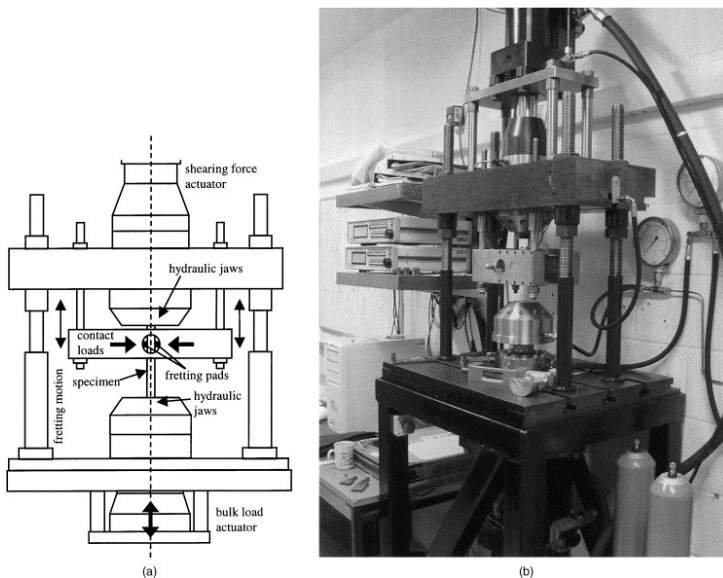 shearing force
actuator
hydraulic jaws
contact
loads
fretting pads
specimen
hydraulic
jaws
fretting motion
bulk load
actuator
(a)
(b)